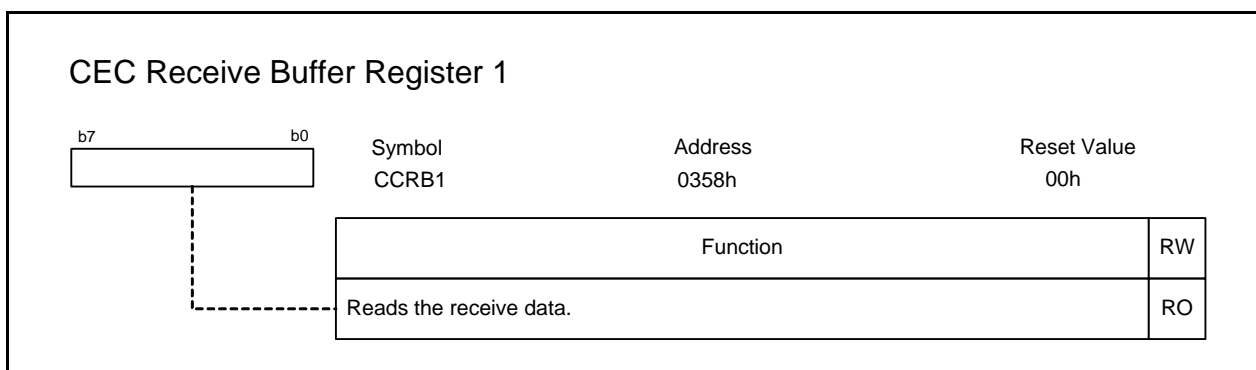 CEC Receive Buffer Register 1
b7 b0 Symbol Address Reset Value
CCRB1 0358h 00h
Function RW
Reads the receive data. RO